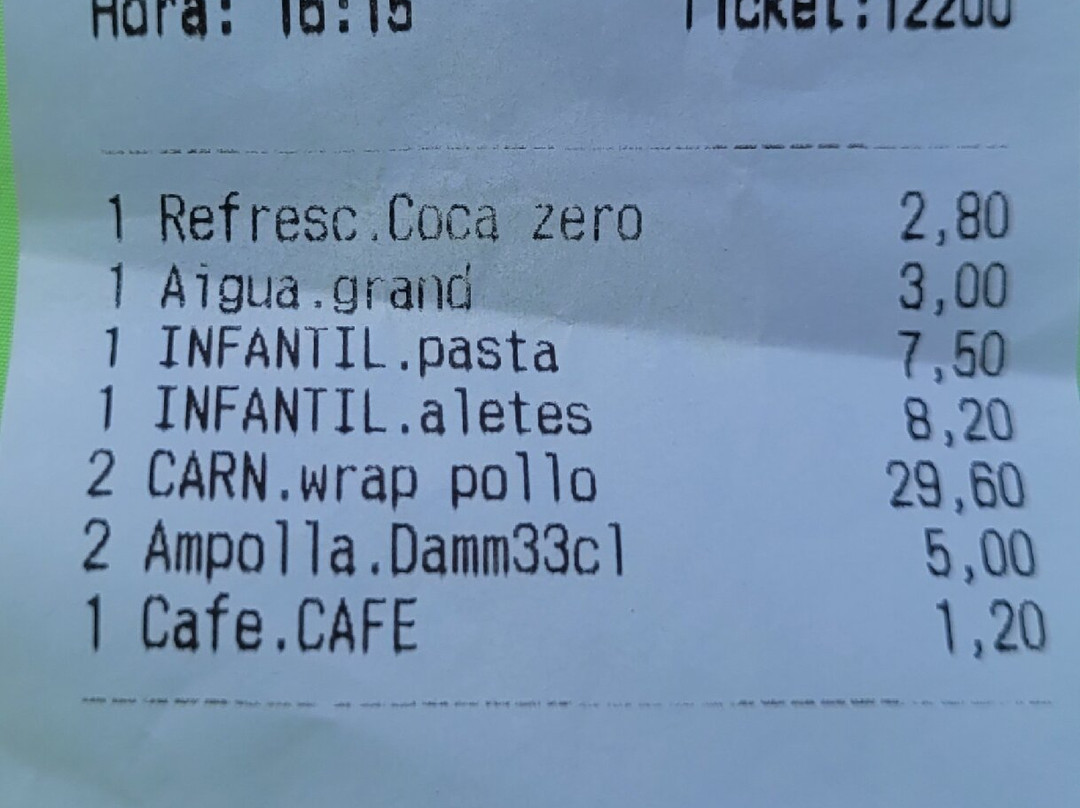 Hora: 16:15 Ticket:12200
1 Refresc.Coca zero 2,80
1 Aigua.grand 3,00
1 INFANTIL.pasta 7,50
1 INFANTIL.aletes 8,20
2 CARN.wrap pollo 29,60
2 Ampolla.Damm33cl 5,00
1 Cafe.CAFE 1,20